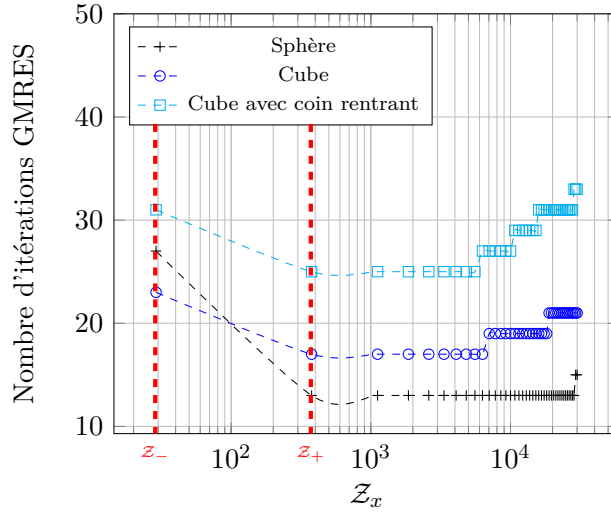 50
40
30
20
10
Nombre d'itérations GMRES
Sphère
Cube
Cube avec coin rentrant
𝒵₋
10²
𝒵₊
10³
10⁴
𝒵ₓ